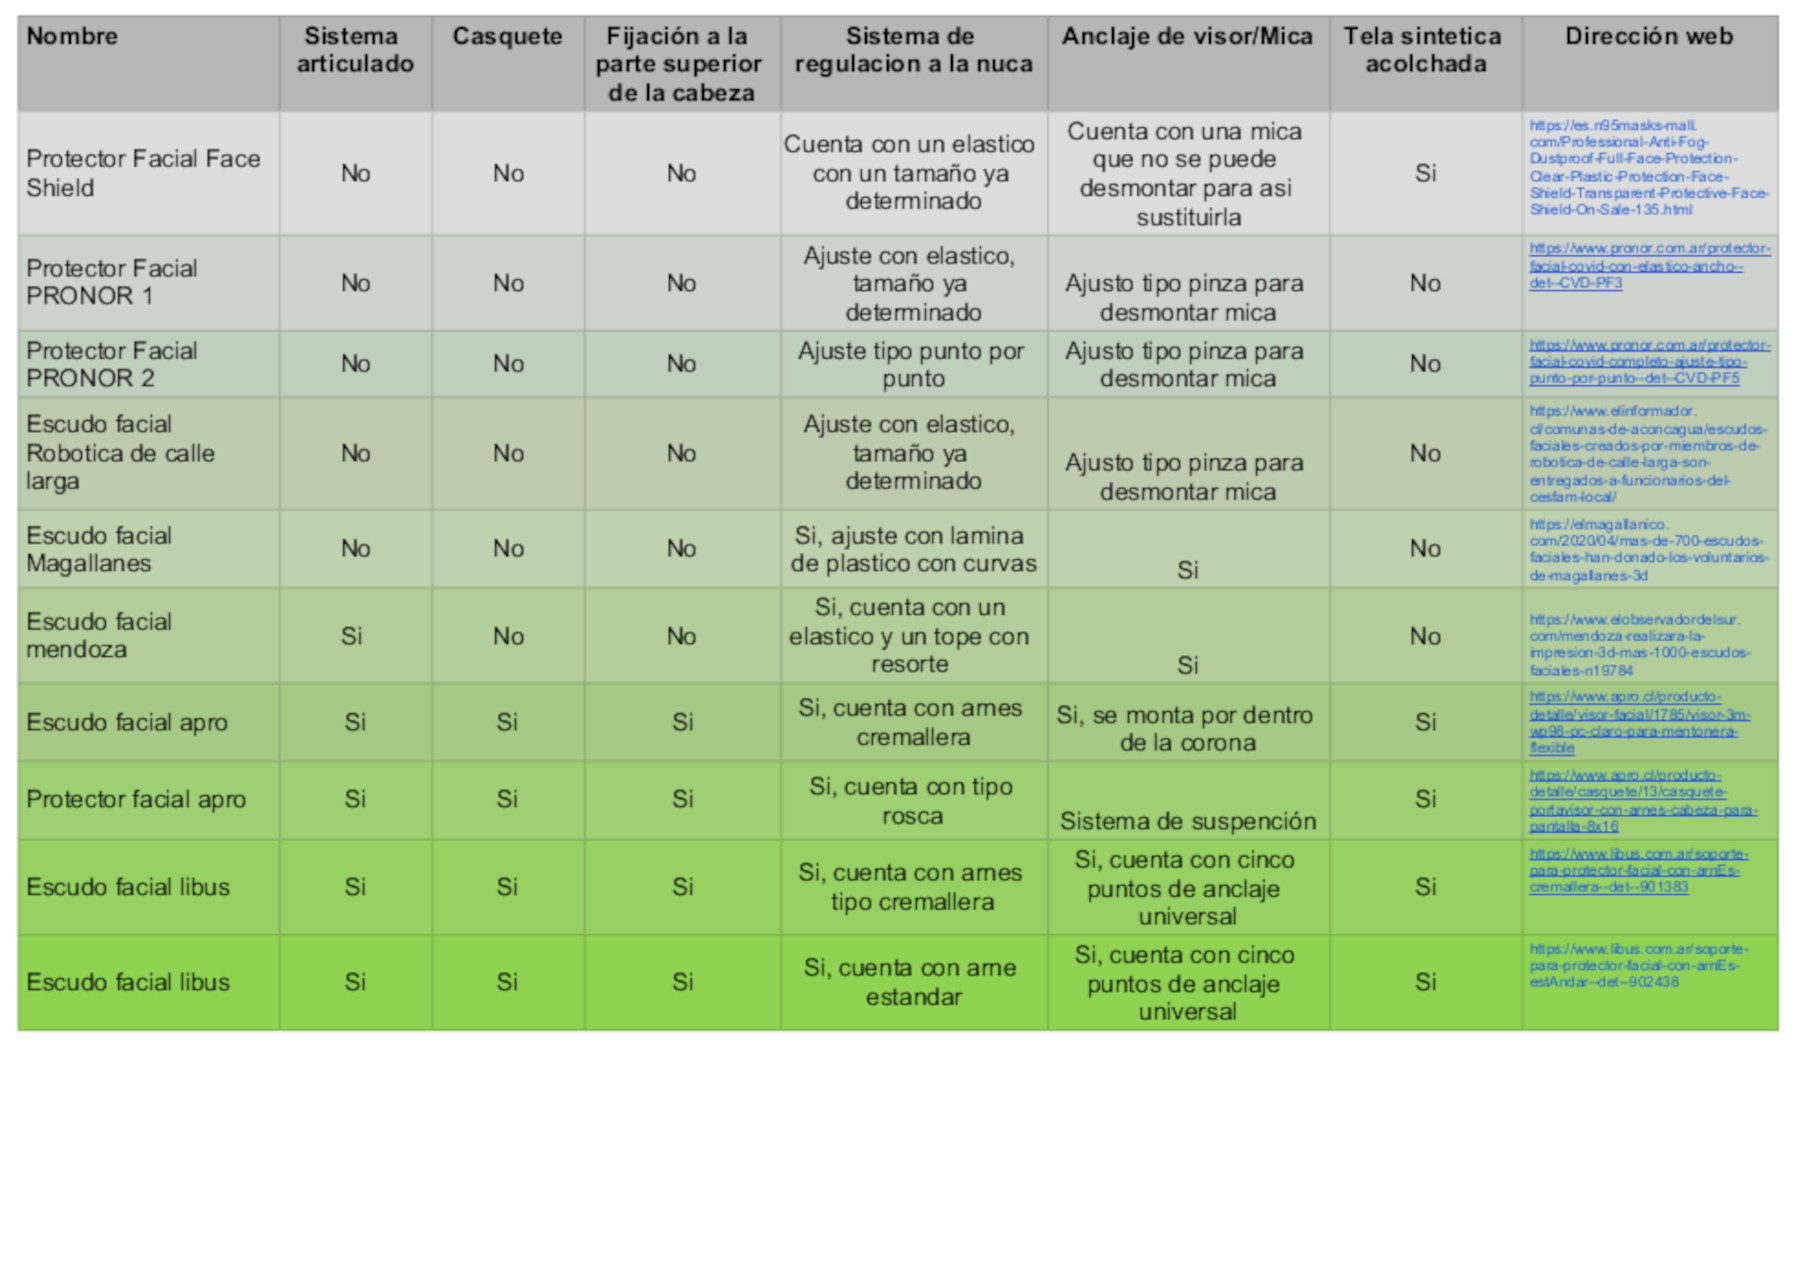 Nombre
Sistema
articulado
Casquete
Fijación a la
parte superior
de la cabeza
Sistema de
regulacion a la nuca
Anclaje de visor/Mica
Tela sintetica
acolchada
Dirección web
Protector Facial Face
Shield
No
No
No
Cuenta con un elastico
con un tamaño ya
determinado
Cuenta con una mica
que no se puede
desmontar para asi
sustituirla
Si
https://es.n95masks-mall.
com/Professional-Anti-Fog-
Dustproof-Full-Face-Protection-
Clear-Plastic-Protection-Face-
Shield-Transparent-Protective-Face-
Shield-On-Sale-135.html
Protector Facial
PRONOR 1
No
No
No
Ajuste con elastico,
tamaño ya
determinado
Ajusto tipo pinza para
desmontar mica
No
https://www.pronor.com.ar/protector-
facial-covid-con-elastico-ancho--
det--CVD-PF3
Protector Facial
PRONOR 2
No
No
No
Ajuste tipo punto por
punto
Ajusto tipo pinza para
desmontar mica
No
https://www.pronor.com.ar/protector-
facial-covid-completo-ajuste-tipo-
punto-por-punto--det--CVD-PF5
Escudo facial
Robotica de calle
larga
No
No
No
Ajuste con elastico,
tamaño ya
determinado
Ajusto tipo pinza para
desmontar mica
No
https://www.elinformador.
cl/comunas-de-aconcagua/escudos-
faciales-creados-por-miembros-de-
robotica-de-calle-larga-son-
entregados-a-funcionarios-del-
cesfam-local/
Escudo facial
Magallanes
No
No
No
Si, ajuste con lamina
de plastico con curvas
Si
No
https://elmagallanico.
com/2020/04/mas-de-700-escudos-
faciales-han-donado-los-voluntarios-
de-magallanes-3d
Escudo facial
mendoza
Si
No
No
Si, cuenta con un
elastico y un tope con
resorte
Si
No
https://www.elobservadordelsur.
com/mendoza-realizara-la-
impresion-3d-mas-1000-escudos-
faciales-n19784
Escudo facial apro
Si
Si
Si
Si, cuenta con arnes
cremallera
Si, se monta por dentro
de la corona
Si
https://www.apro.cl/producto-
detalle/visor-facial/1785/visor-3m-
wp98-pc-claro-para-mentonera-
flexible
Protector facial apro
Si
Si
Si
Si, cuenta con tipo
rosca
Sistema de suspención
Si
https://www.apro.cl/producto-
detalle/casquete/13/casquete-
portavisor-con-arnes-cabeza-para-
pantalla-8x16
Escudo facial libus
Si
Si
Si
Si, cuenta con arnes
tipo cremallera
Si, cuenta con cinco
puntos de anclaje
universal
Si
https://www.libus.com.ar/soporte-
para-protector-facial-con-arnEs-
cremallera--det--901383
Escudo facial libus
Si
Si
Si
Si, cuenta con arne
estandar
Si, cuenta con cinco
puntos de anclaje
universal
Si
https://www.libus.com.ar/soporte-
para-protector-facial-con-arnEs-
estAndar--det--902438